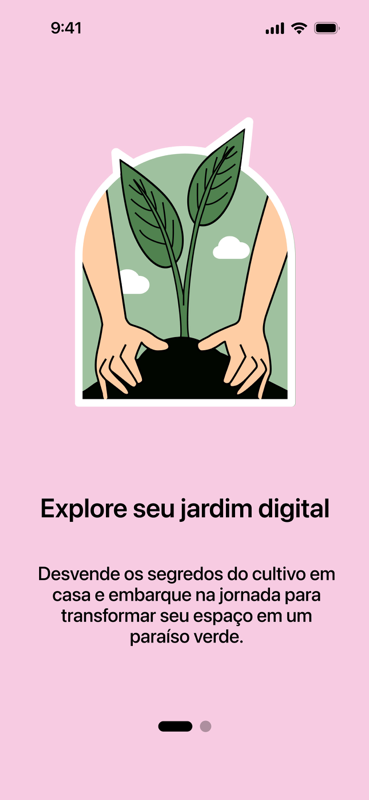 9:41
Explore seu jardim digital
Desvende os segredos do cultivo em
casa e embarque na jornada para
transformar seu espaço em um
paraíso verde.